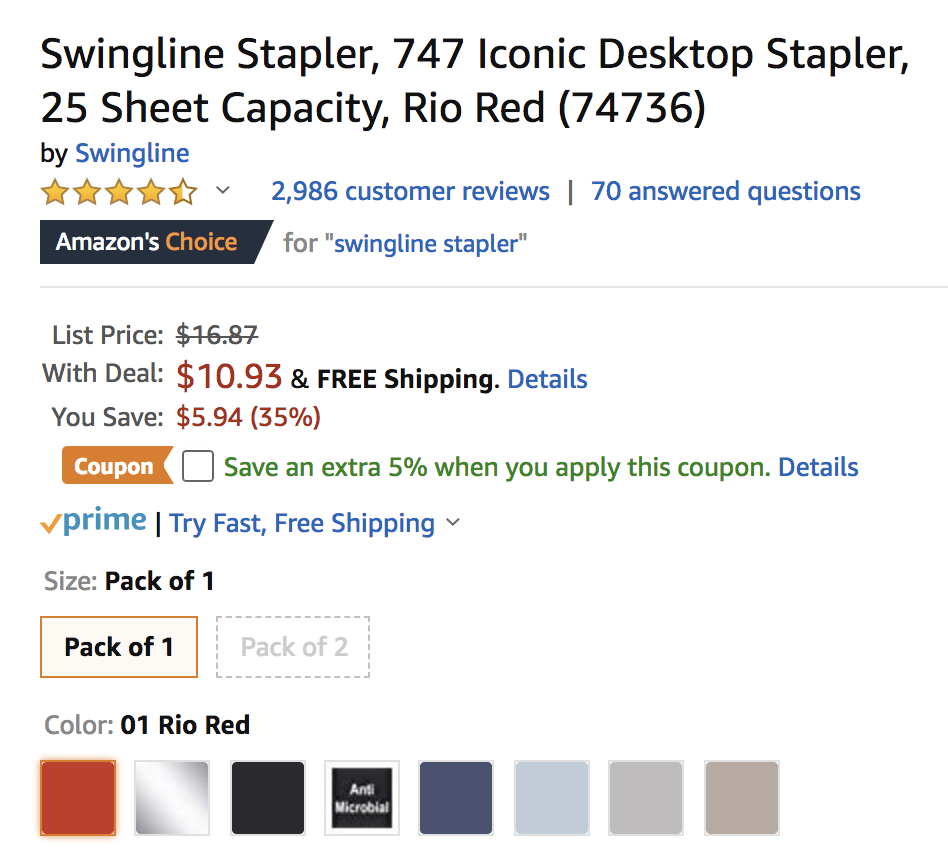 Swingline Stapler, 747 Iconic Desktop Stapler,
25 Sheet Capacity, Rio Red (74736)
by Swingline
2,986 customer reviews | 70 answered questions
Amazon's Choice for "swingline stapler"
List Price: $16.87
With Deal: $10.93 & FREE Shipping. Details
You Save: $5.94 (35%)
Coupon Save an extra 5% when you apply this coupon. Details
prime | Try Fast, Free Shipping
Size: Pack of 1
Pack of 1 Pack of 2
Color: 01 Rio Red
Anti
Microbial